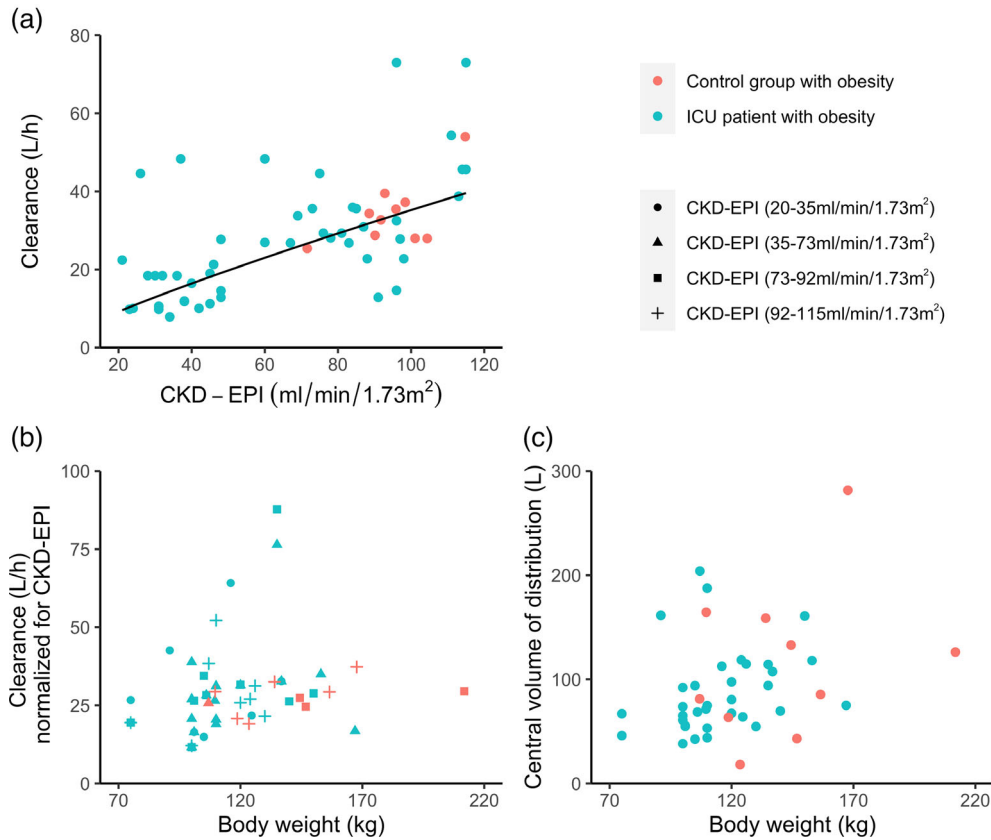 (a)
80
60
40
20
0
Clearance (L/h)
20 40 60 80 100 120
CKD – EPI (ml/min/1.73m²)
Control group with obesity
ICU patient with obesity
CKD-EPI (20-35ml/min/1.73m²)
CKD-EPI (35-73ml/min/1.73m²)
CKD-EPI (73-92ml/min/1.73m²)
CKD-EPI (92-115ml/min/1.73m²)
(b)
100
75
50
25
0
Clearance (L/h)
normalized for CKD-EPI
70 120 170 220
Body weight (kg)
(c)
300
200
100
0
Central volume of distribution (L)
70 120 170 220
Body weight (kg)